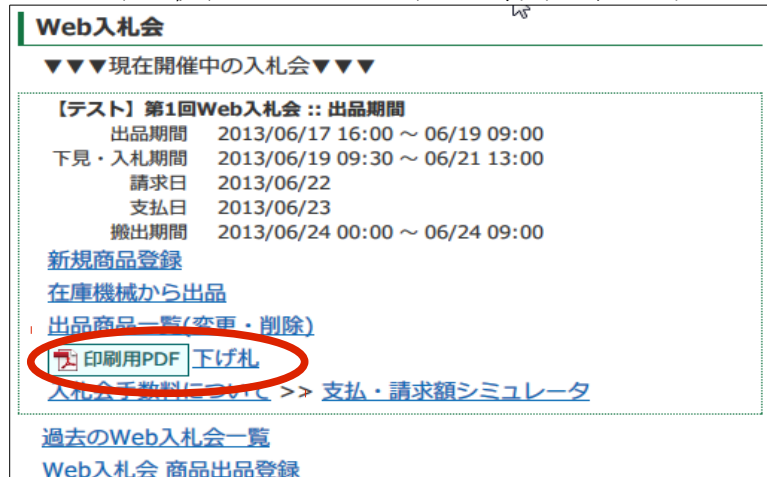 Web入札会
▼▼▼現在開催中の入札会▼▼▼
【テスト】第1回Web入札会 :: 出品期間
出品期間 2013/06/17 16:00 ～ 06/19 09:00
下見・入札期間 2013/06/19 09:30 ～ 06/21 13:00
請求日 2013/06/22
支払日 2013/06/23
搬出期間 2013/06/24 00:00 ～ 06/24 09:00
新規商品登録
在庫機械から出品
出品商品一覧(変更・削除)
印刷用PDF 下げ札
入札会手数料について >> 支払・請求額シミュレータ
過去のWeb入札会一覧
Web入札会 商品出品登録